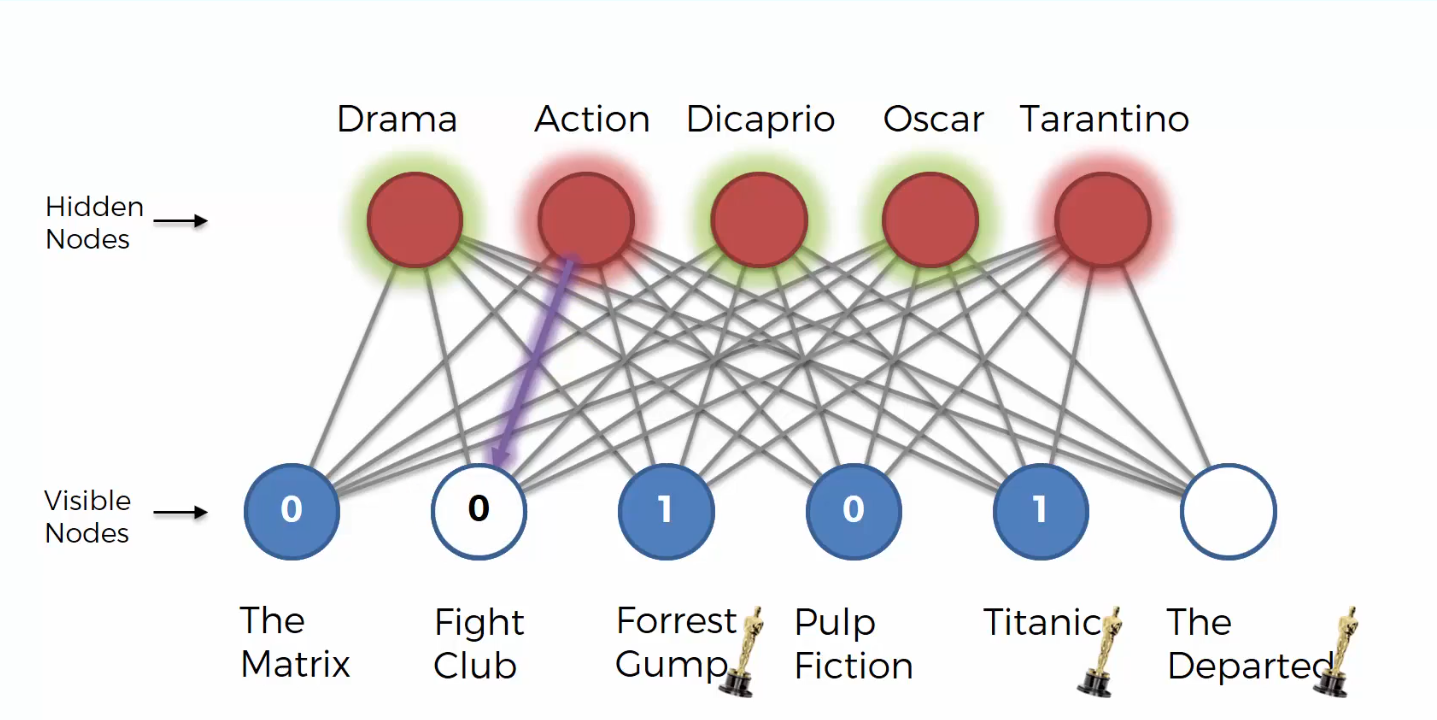 Drama Action Dicaprio Oscar Tarantino
Hidden
Nodes
Visible
Nodes
0 0 1 0 1
The
Matrix
Fight
Club
Forrest
Gump
Pulp
Fiction
Titanic
The
Departed